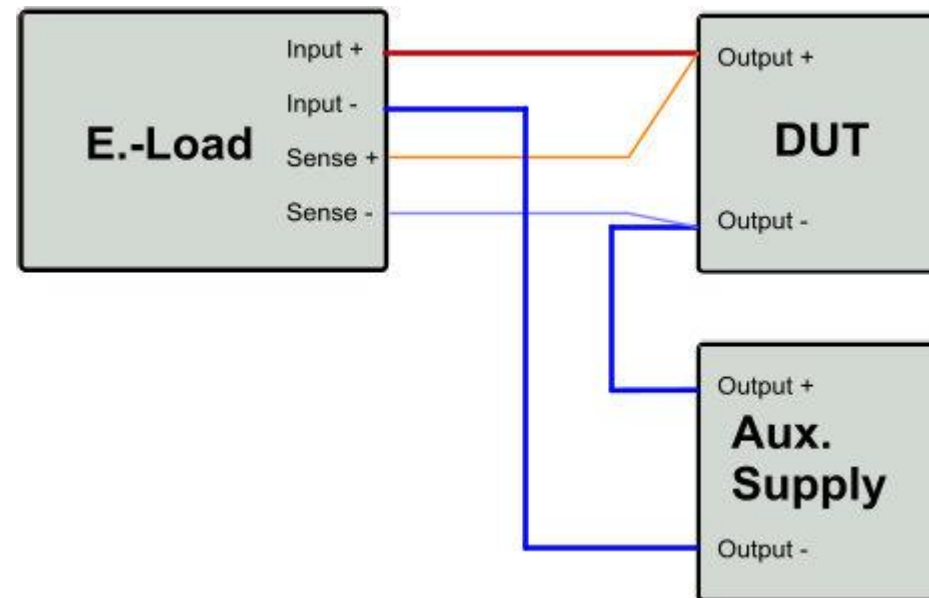 E.-Load
Input +
Input -
Sense +
Sense -
Output +
DUT
Output -
Output +
Aux.
Supply
Output -